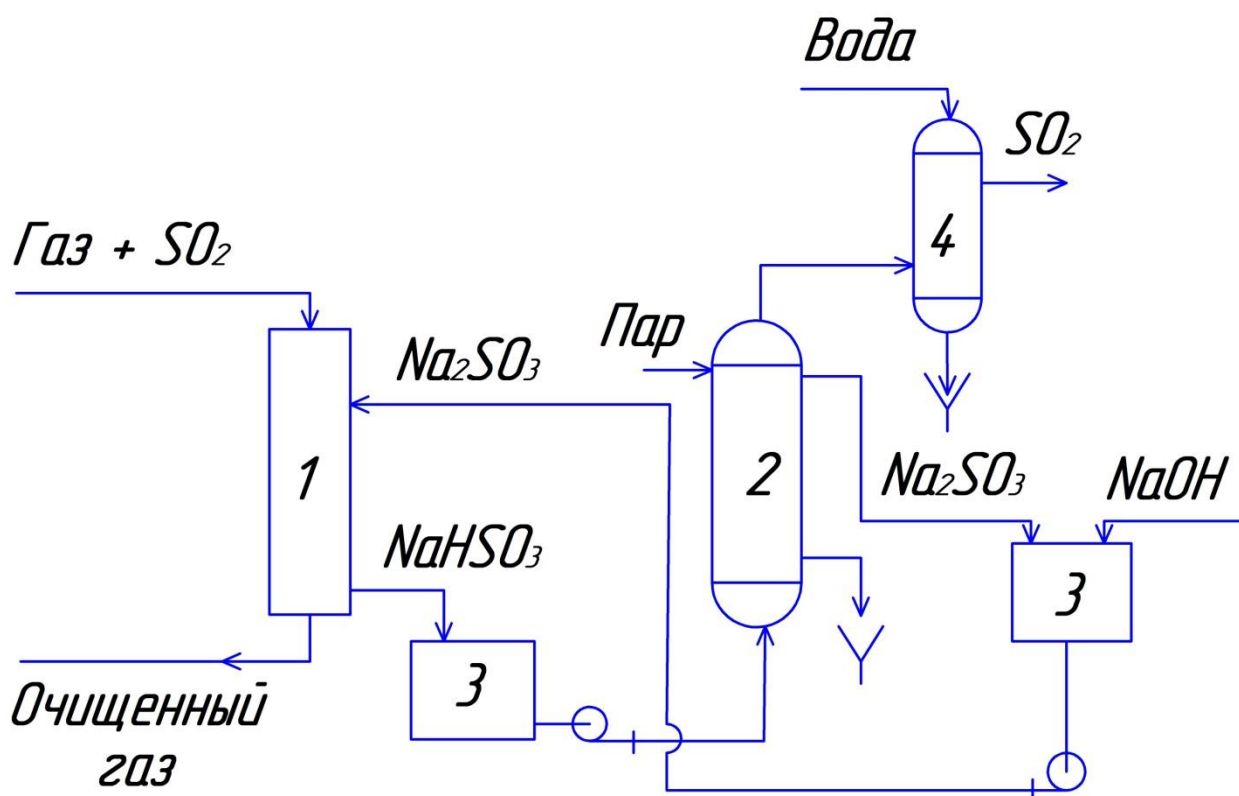 Вода
SO₂
Газ + SO₂
4
Пар
Na₂SO₃
1
2
Na₂SO₃
NaOH
NaHSO₃
3
3
Очищенный
газ